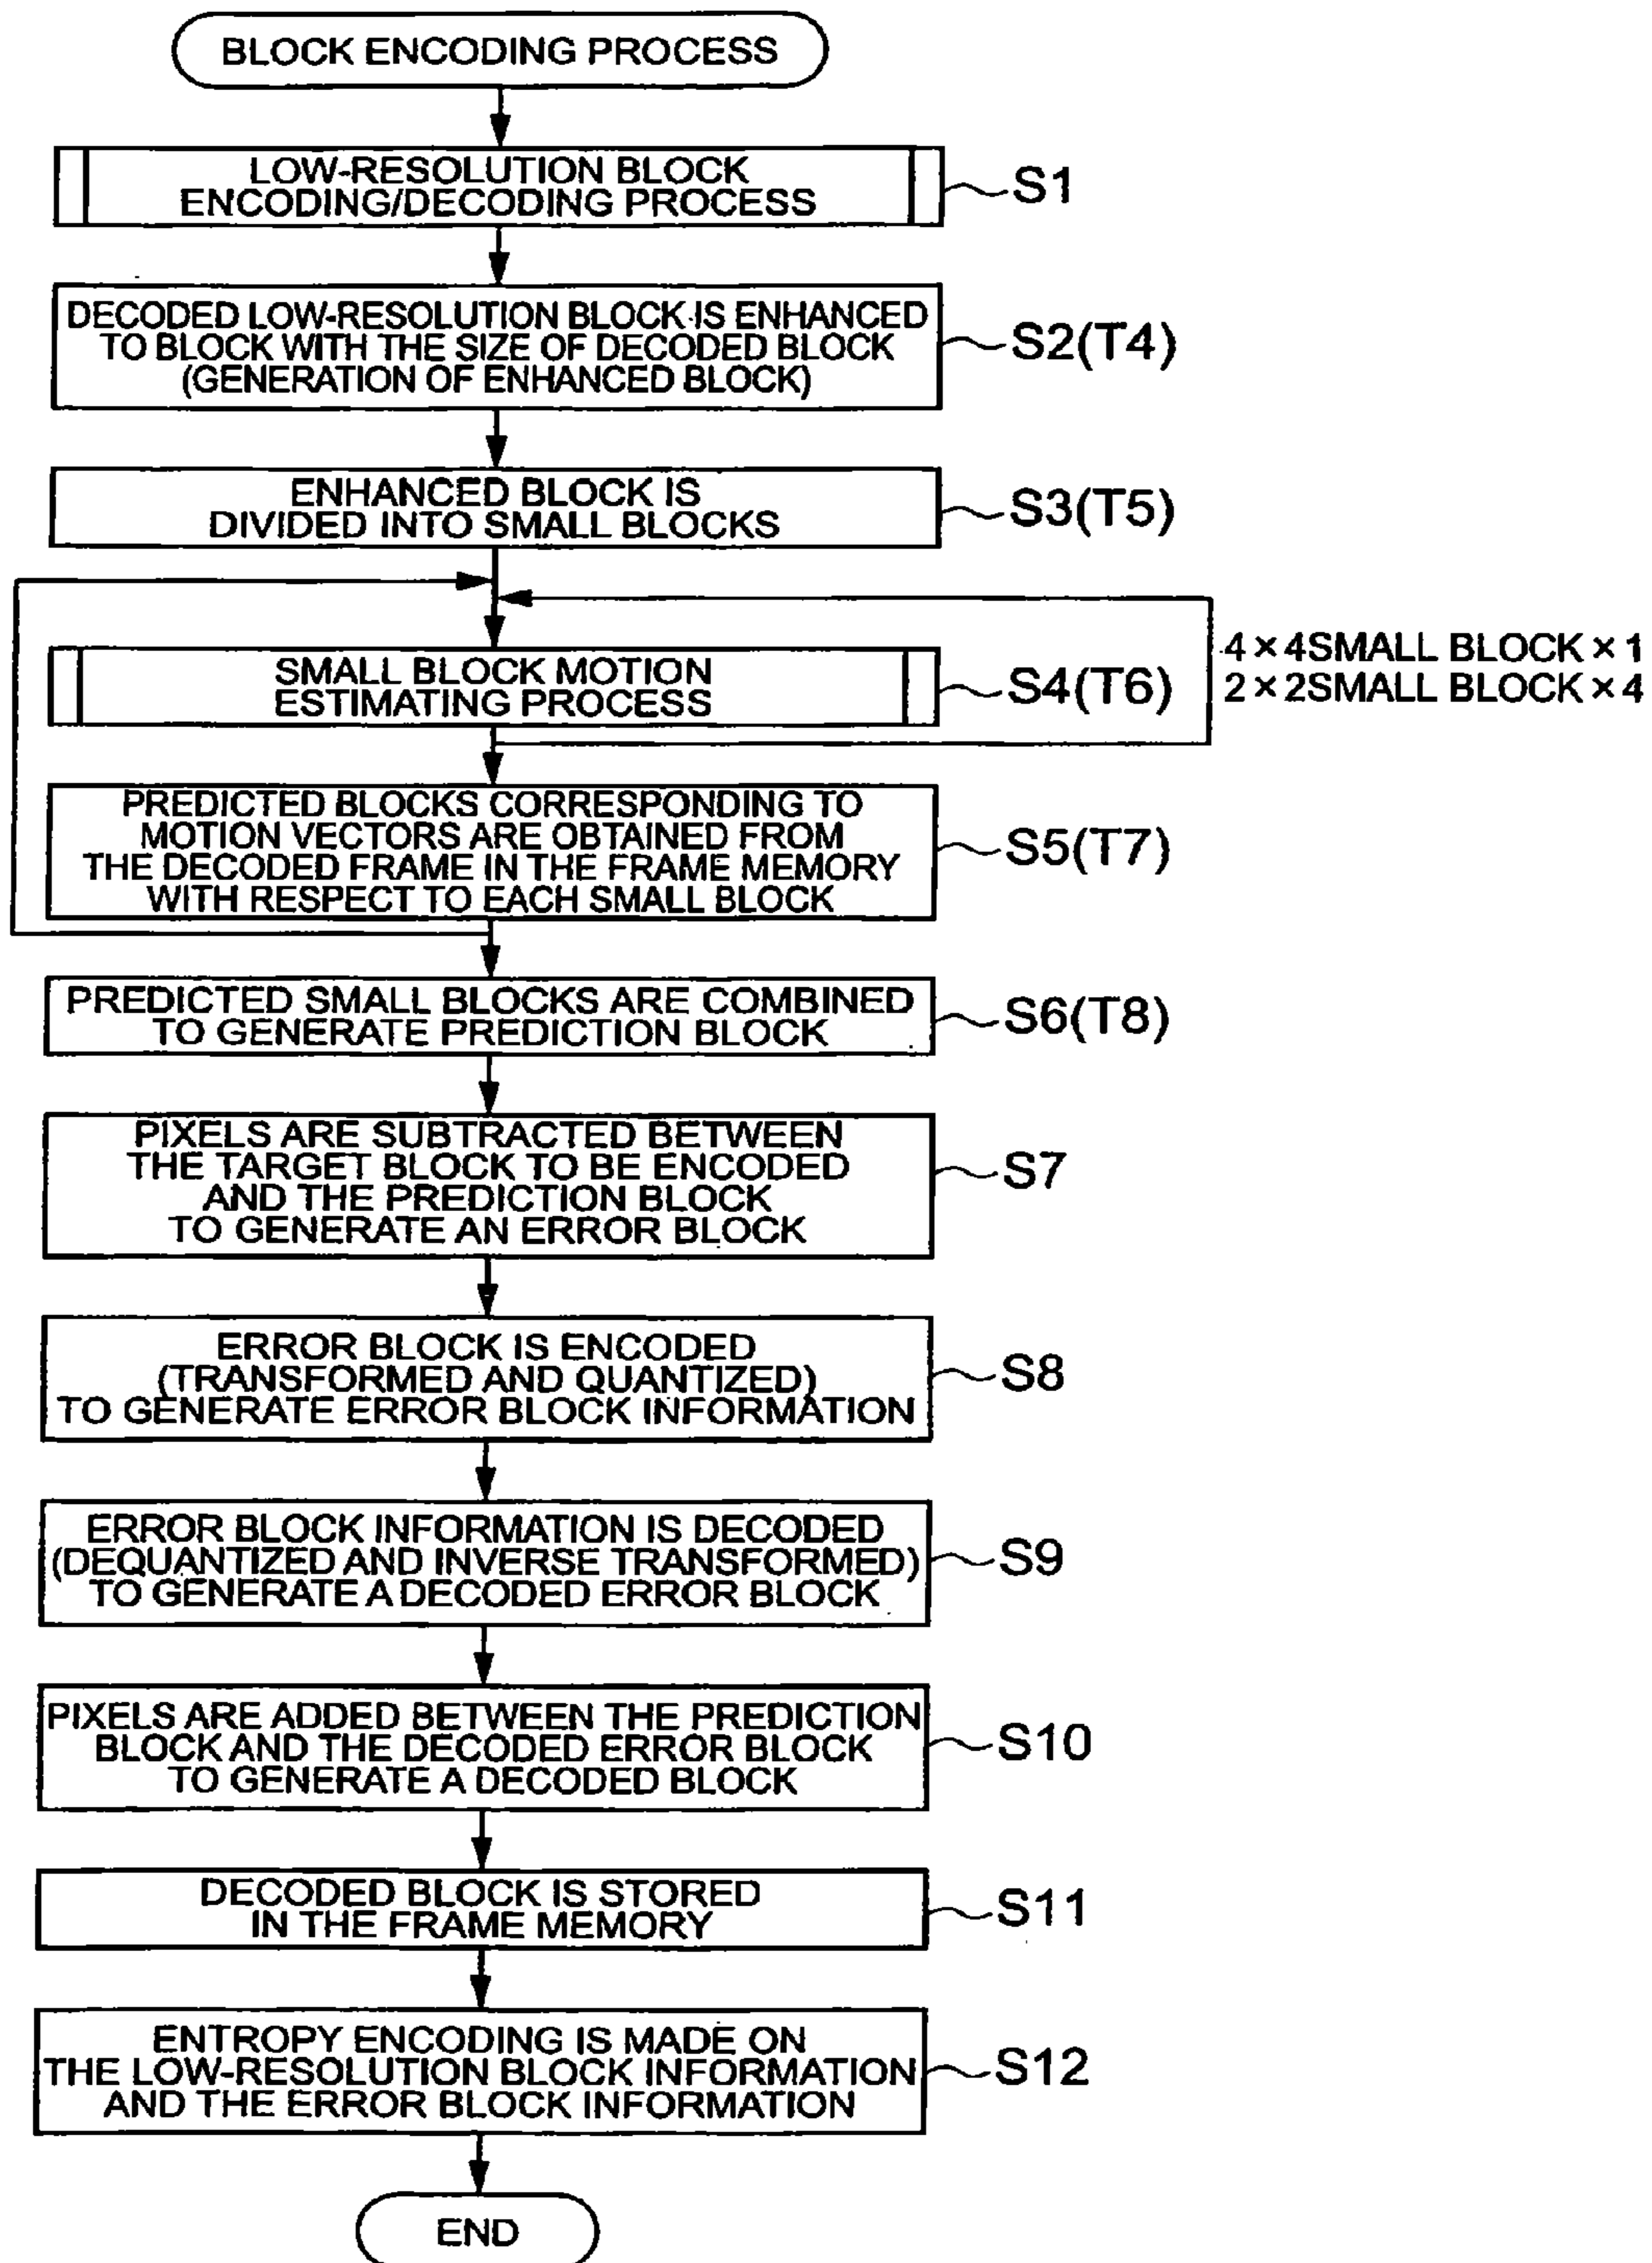 BLOCK ENCODING PROCESS
LOW-RESOLUTION BLOCK
ENCODING/DECODING PROCESS
S1
DECODED LOW-RESOLUTION BLOCK IS ENHANCED
TO BLOCK WITH THE SIZE OF DECODED BLOCK
(GENERATION OF ENHANCED BLOCK)
S2(T4)
ENHANCED BLOCK IS
DIVIDED INTO SMALL BLOCKS
S3(T5)
SMALL BLOCK MOTION
ESTIMATING PROCESS
S4(T6)
4×4SMALL BLOCK×1
2×2SMALL BLOCK×4
PREDICTED BLOCKS CORRESPONDING TO
MOTION VECTORS ARE OBTAINED FROM
THE DECODED FRAME IN THE FRAME MEMORY
WITH RESPECT TO EACH SMALL BLOCK
S5(T7)
PREDICTED SMALL BLOCKS ARE COMBINED
TO GENERATE PREDICTION BLOCK
S6(T8)
PIXELS ARE SUBTRACTED BETWEEN
THE TARGET BLOCK TO BE ENCODED
AND THE PREDICTION BLOCK
TO GENERATE AN ERROR BLOCK
S7
ERROR BLOCK IS ENCODED
(TRANSFORMED AND QUANTIZED)
TO GENERATE ERROR BLOCK INFORMATION
S8
ERROR BLOCK INFORMATION IS DECODED
(DEQUANTIZED AND INVERSE TRANSFORMED)
TO GENERATE A DECODED ERROR BLOCK
S9
PIXELS ARE ADDED BETWEEN THE PREDICTION
BLOCK AND THE DECODED ERROR BLOCK
TO GENERATE A DECODED BLOCK
S10
DECODED BLOCK IS STORED
IN THE FRAME MEMORY
S11
ENTROPY ENCODING IS MADE ON
THE LOW-RESOLUTION BLOCK INFORMATION
AND THE ERROR BLOCK INFORMATION
S12
END